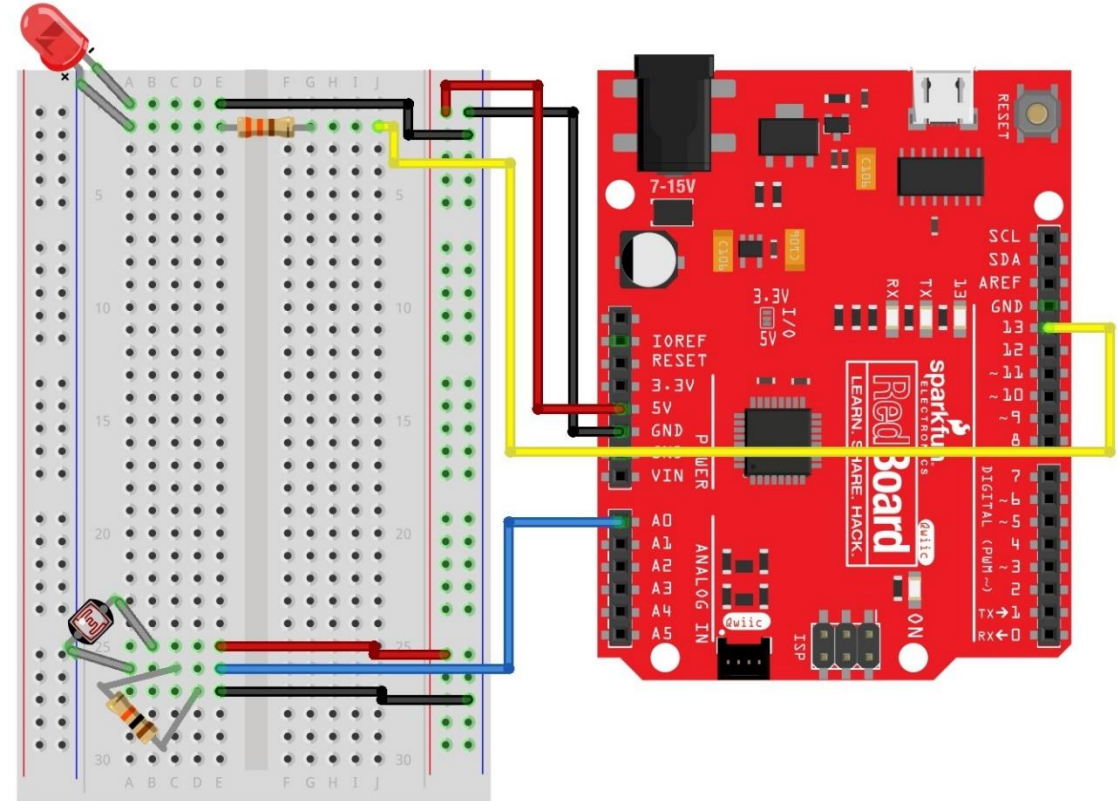 - +
A B C D E F G H I J
5 5
10 10
15 15
20 20
25 25
30 30
A B C D E F G H I J
7-15V
RESET
C106
C106
C106
SCL
SDA
AREF
GND
13
12
~11
~10
~9
8
7
~6
~5
4
~3
2
TX→1
RX←0
DIGITAL (PWM ~)
RX
TX
13
3.3V
I/O
5V
IOREF
RESET
3.3V
5V
GND
GND
VIN
POWER
A0
A1
A2
A3
A4
A5
ANALOG IN
sparkfun
ELECTRONICS
RedBoard
LEARN. SHARE. HACK.
Qwiic
Qwiic
ISP
ON